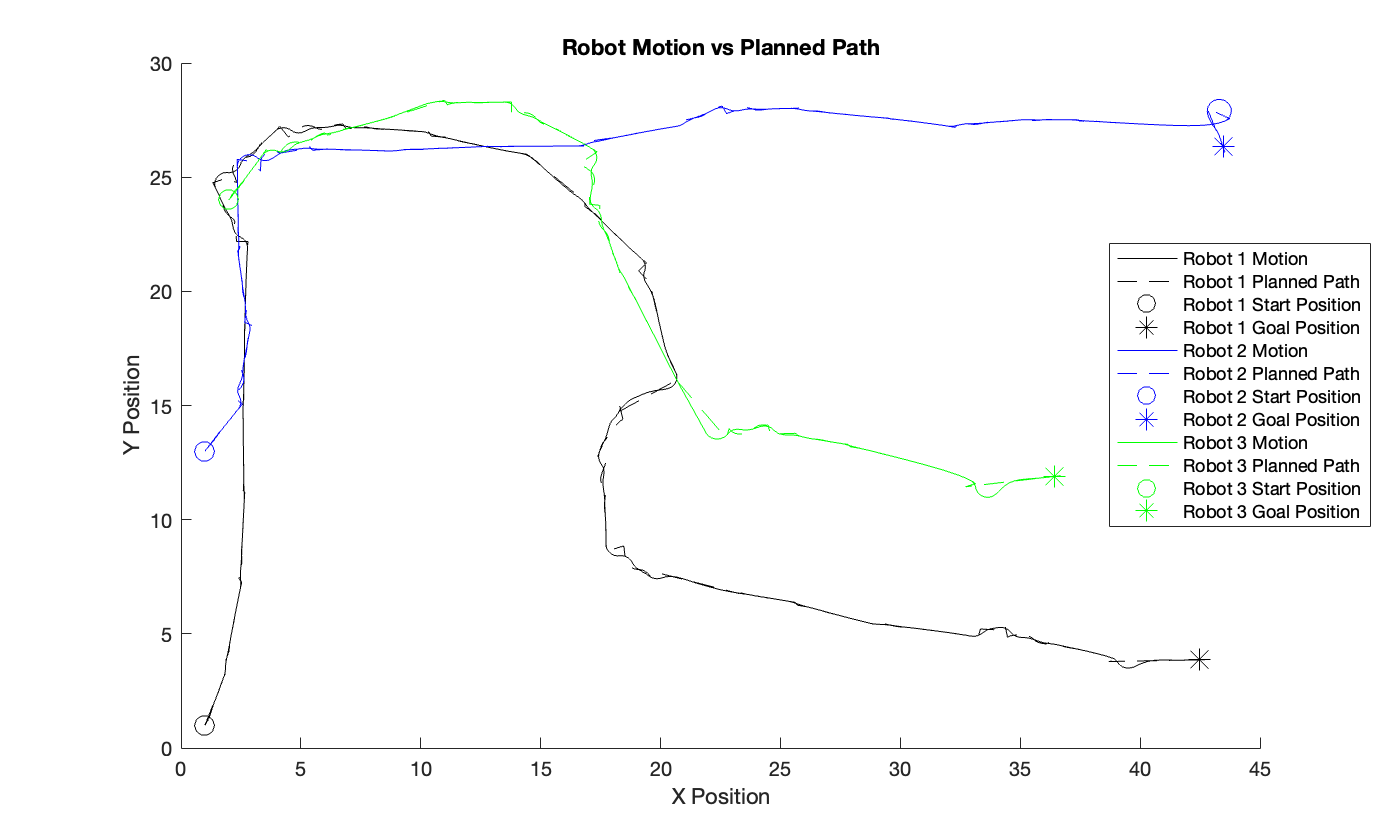 Robot Motion vs Planned Path
30
25
20
15
10
5
0
Y Position
0 5 10 15 20 25 30 35 40 45
X Position
Robot 1 Motion
Robot 1 Planned Path
Robot 1 Start Position
Robot 1 Goal Position
Robot 2 Motion
Robot 2 Planned Path
Robot 2 Start Position
Robot 2 Goal Position
Robot 3 Motion
Robot 3 Planned Path
Robot 3 Start Position
Robot 3 Goal Position